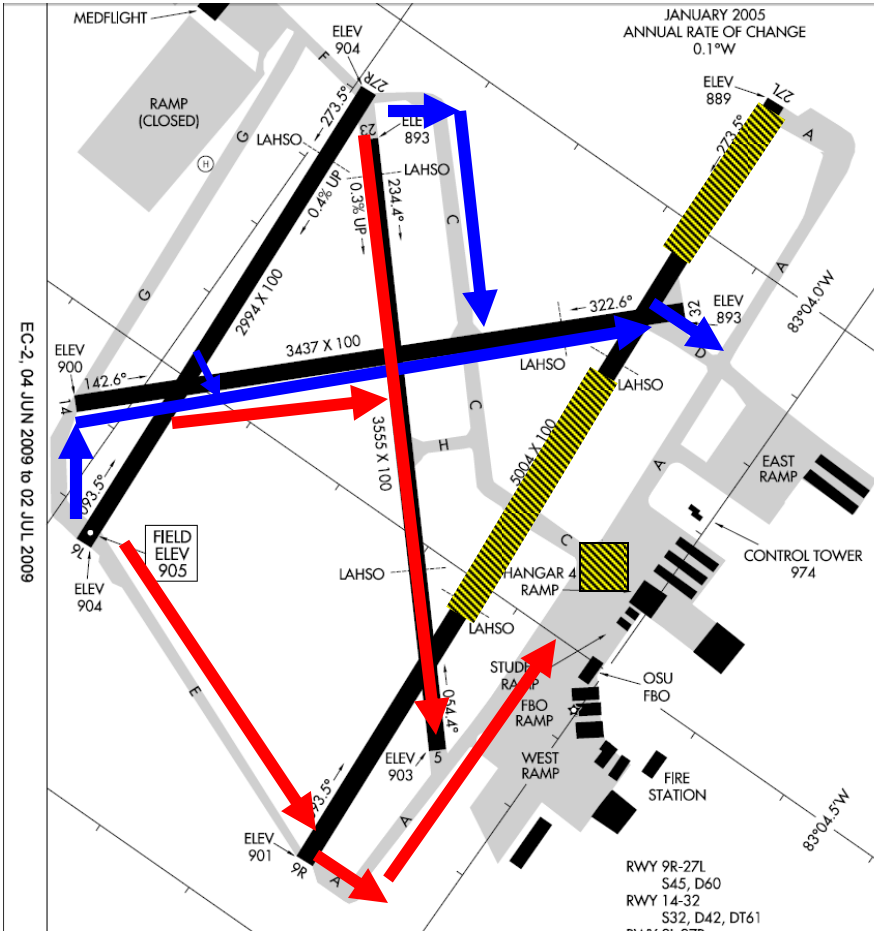 MEDFLIGHT
JANUARY 2005
ANNUAL RATE OF CHANGE
0.1°W
ELEV
904
27R
F
ELEV
889
27L
RAMP
(CLOSED)
273.5°
G
LAHSO
H
23
893
A
273.5°
LAHSO
0.4% UP
0.3% UP
234.4°
C
A
G
2994 X 100
322.6°
32
ELEV
893
83°04.0'W
ELEV
900
142.6°
3437 X 100
LAHSO
D
LAHSO
14
3555 X 100
C
H
5004 X 100
A
EAST
RAMP
093.5°
9L
FIELD
ELEV
905
C
CONTROL TOWER
974
ELEV
904
LAHSO
HANGAR 4
RAMP
LAHSO
E
RAMP
OSU
FBO
FBO
RAMP
054.4°
ELEV
903
5
WEST
RAMP
FIRE
STATION
A
83°04.5'W
ELEV
901
9R
A
RWY 9R-27L
S45, D60
RWY 14-32
S32, D42, DT61
EC-2, 04 JUN 2009 to 02 JUL 2009